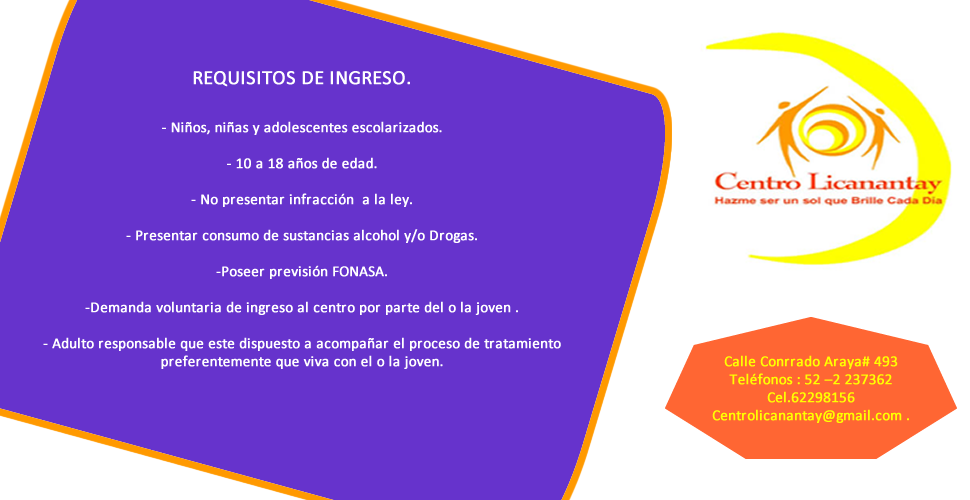 REQUISITOS DE INGRESO.
- Niños, niñas y adolescentes escolarizados.
- 10 a 18 años de edad.
- No presentar infracción  a la ley.
- Presentar consumo de sustancias alcohol y/o Drogas.
-Poseer previsión FONASA.
-Demanda voluntaria de ingreso al centro por parte del o la joven .
- Adulto responsable que este dispuesto a acompañar el proceso de tratamiento
preferentemente que viva con el o la joven.
Centro Licanantay
Hazme ser un sol que Brille Cada Dia
Calle Conrrado Araya# 493
Teléfonos : 52 –2 237362
Cel.62298156
Centrolicanantay@gmail.com .